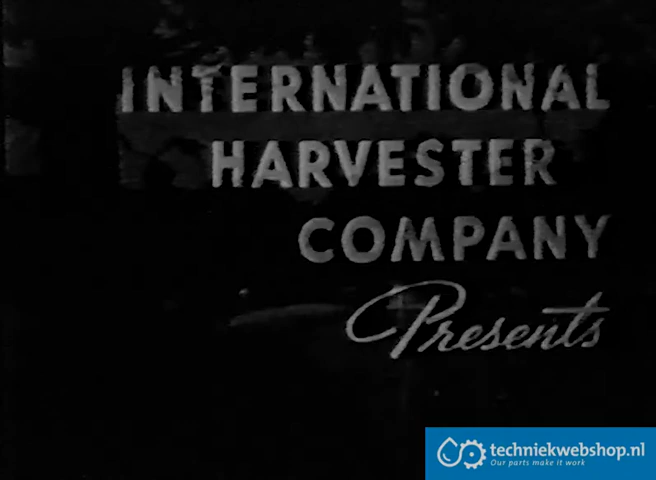 INTERNATIONAL
HARVESTER
COMPANY
Presents
techniekwebshop.nl
Our parts make it work